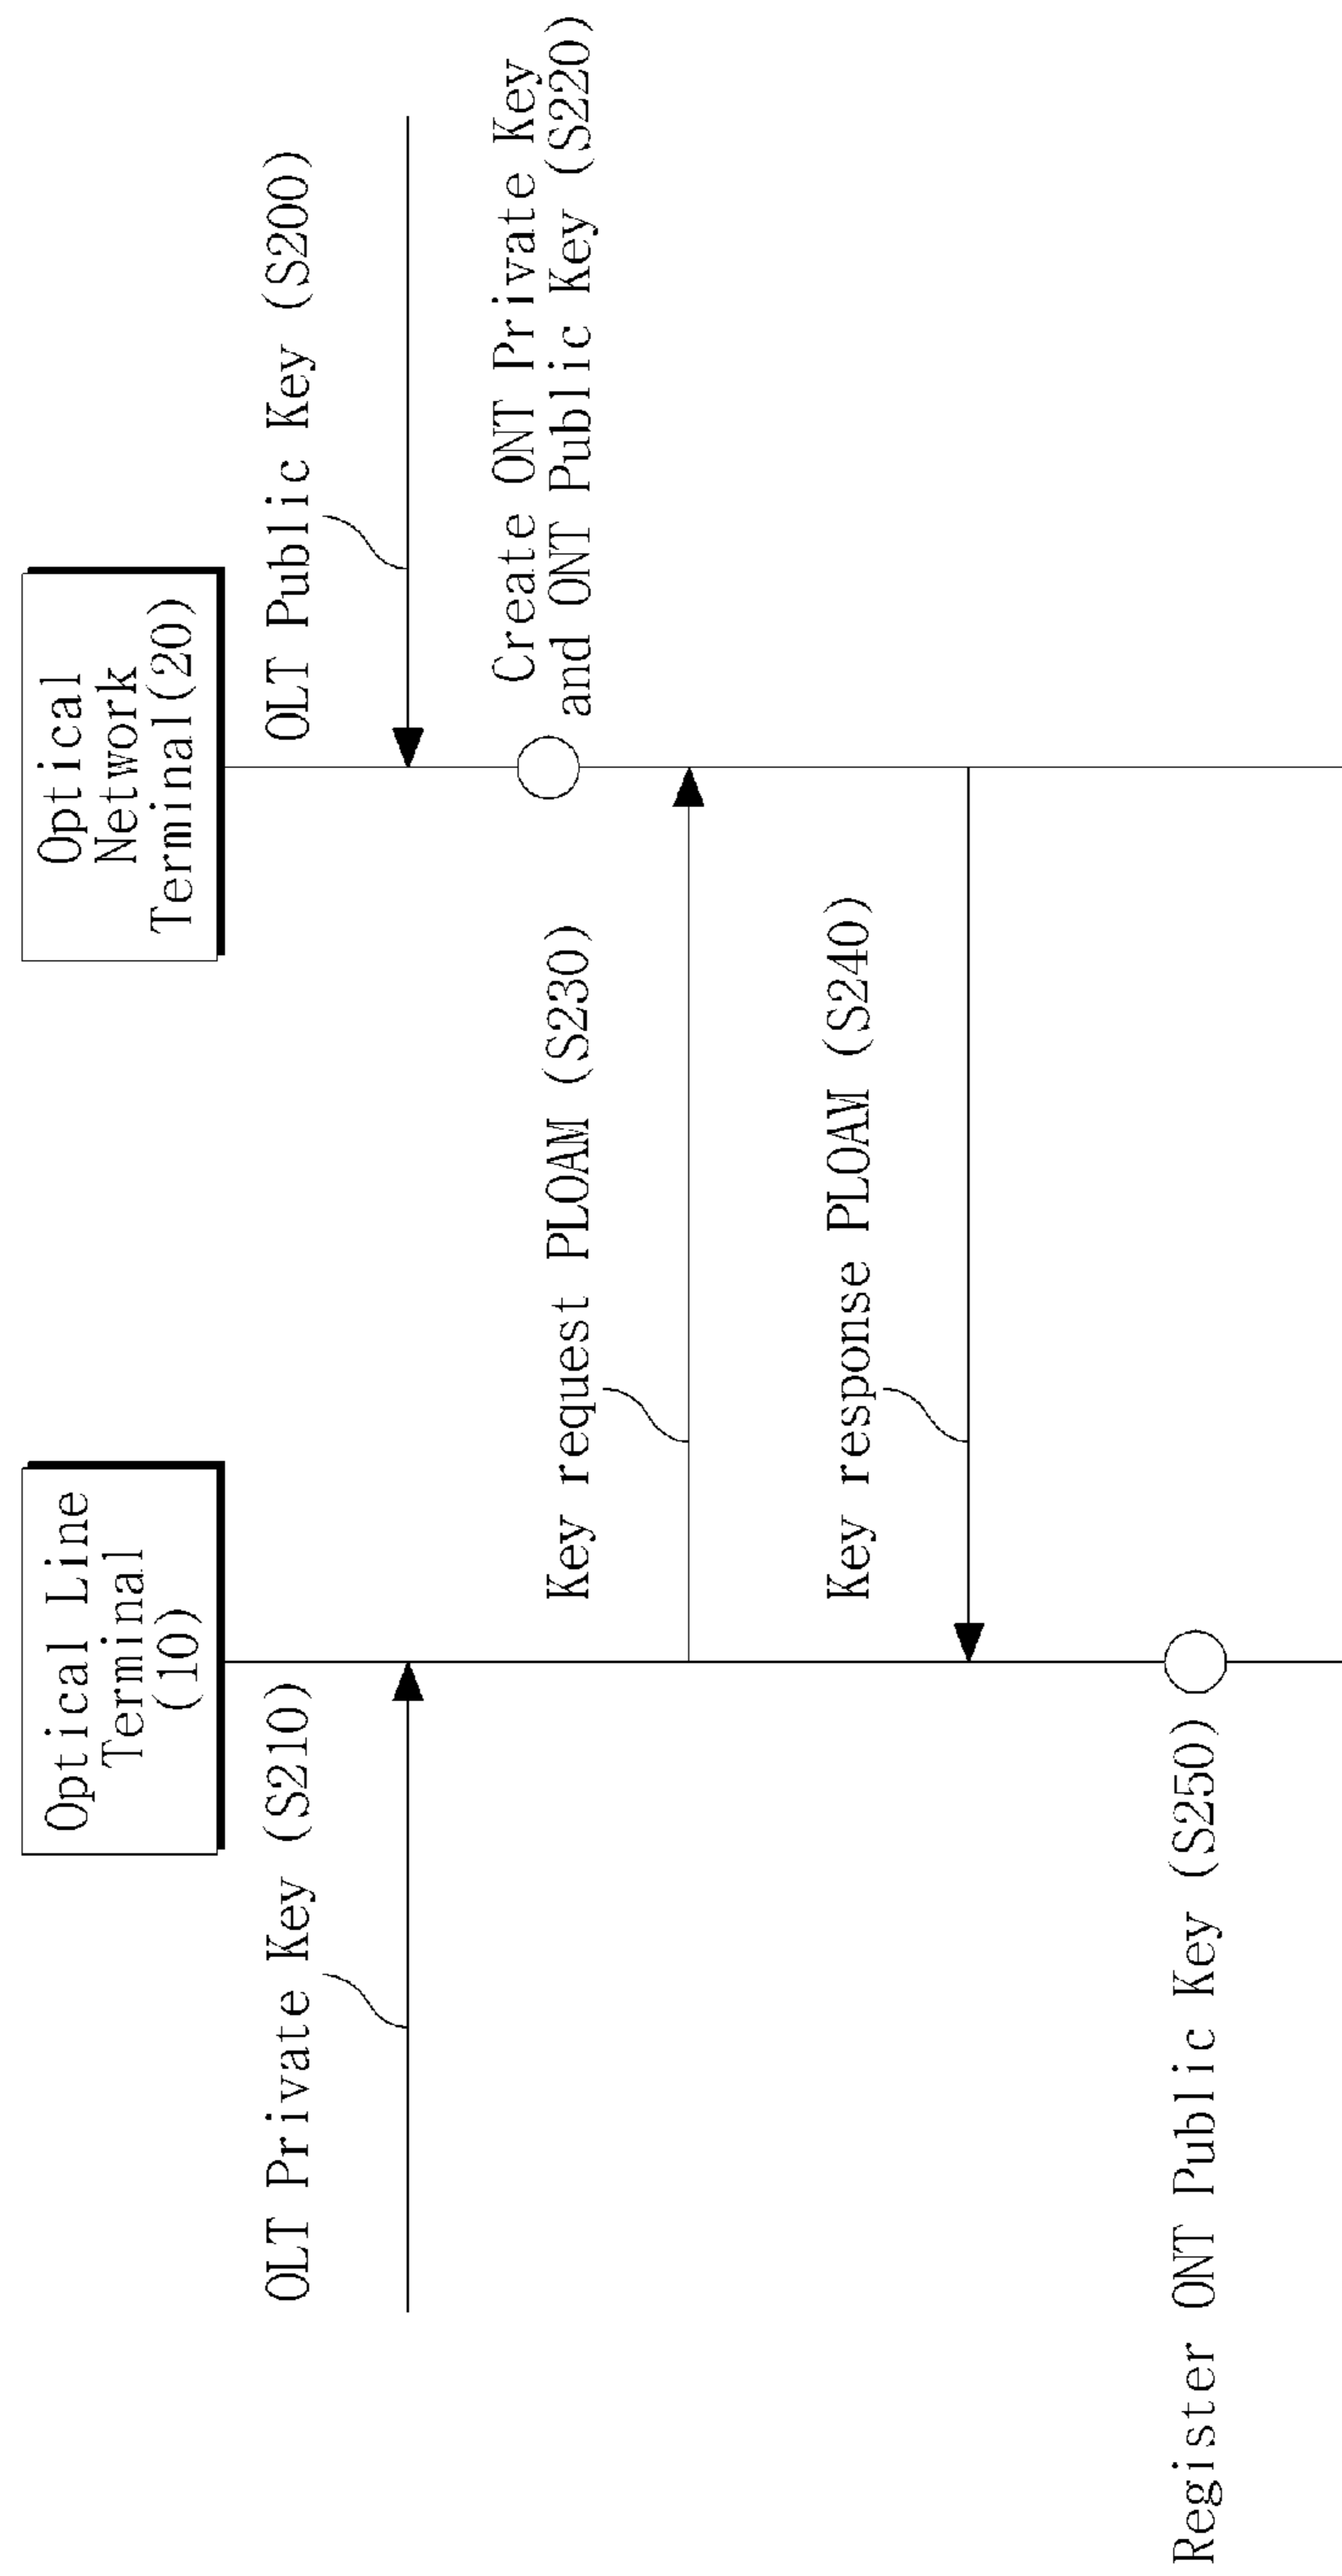 Optical Line
Terminal
(10)
Optical
Network
Terminal(20)
OLT Private Key (S210)
OLT Public Key (S200)
Create ONT Private Key
and ONT Public Key (S220)
Key request PLOAM (S230)
Key response PLOAM (S240)
Register ONT Public Key (S250)